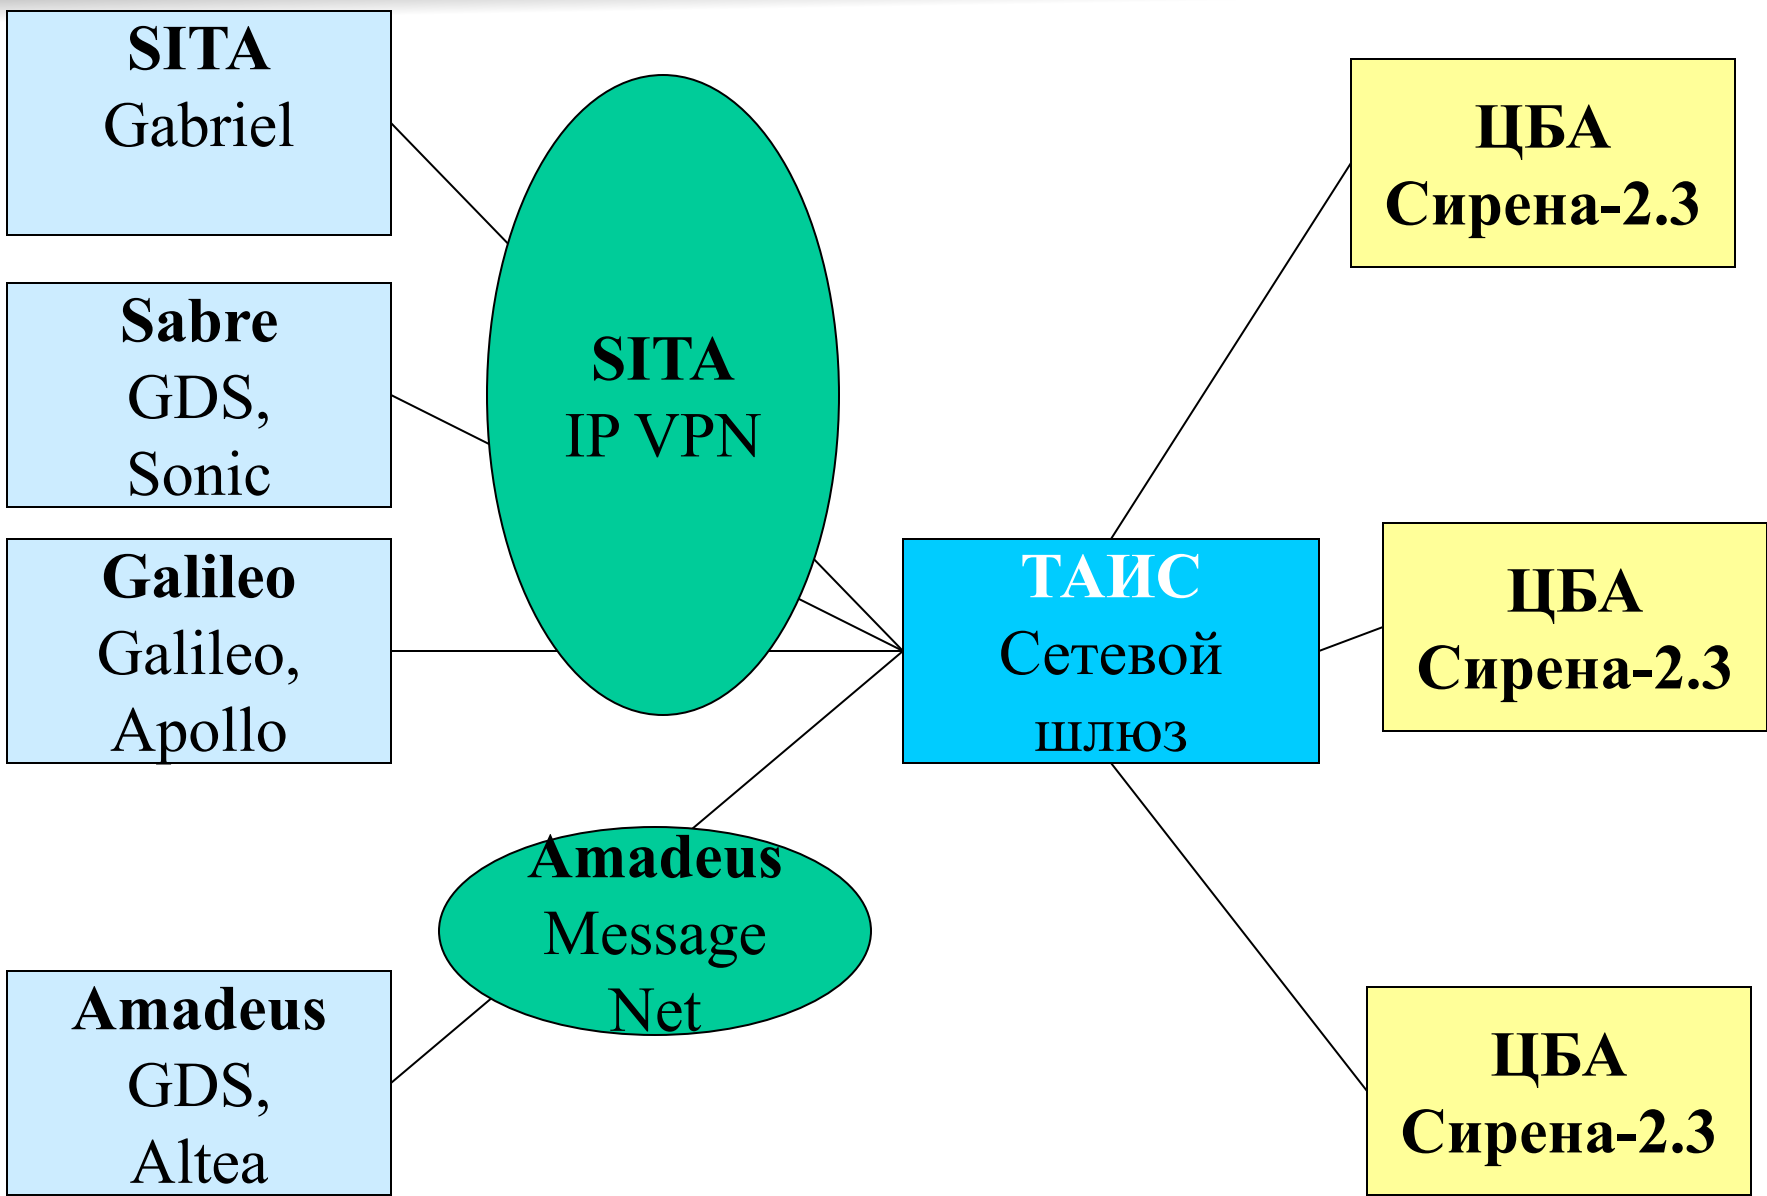 SITA
Gabriel
Sabre
GDS,
Sonic
Galileo
Galileo,
Apollo
Amadeus
GDS,
Altea
SITA
IP VPN
Amadeus
Message
Net
ТАИС
Сетевой
шлюз
ЦБА
Сирена-2.3
ЦБА
Сирена-2.3
ЦБА
Сирена-2.3